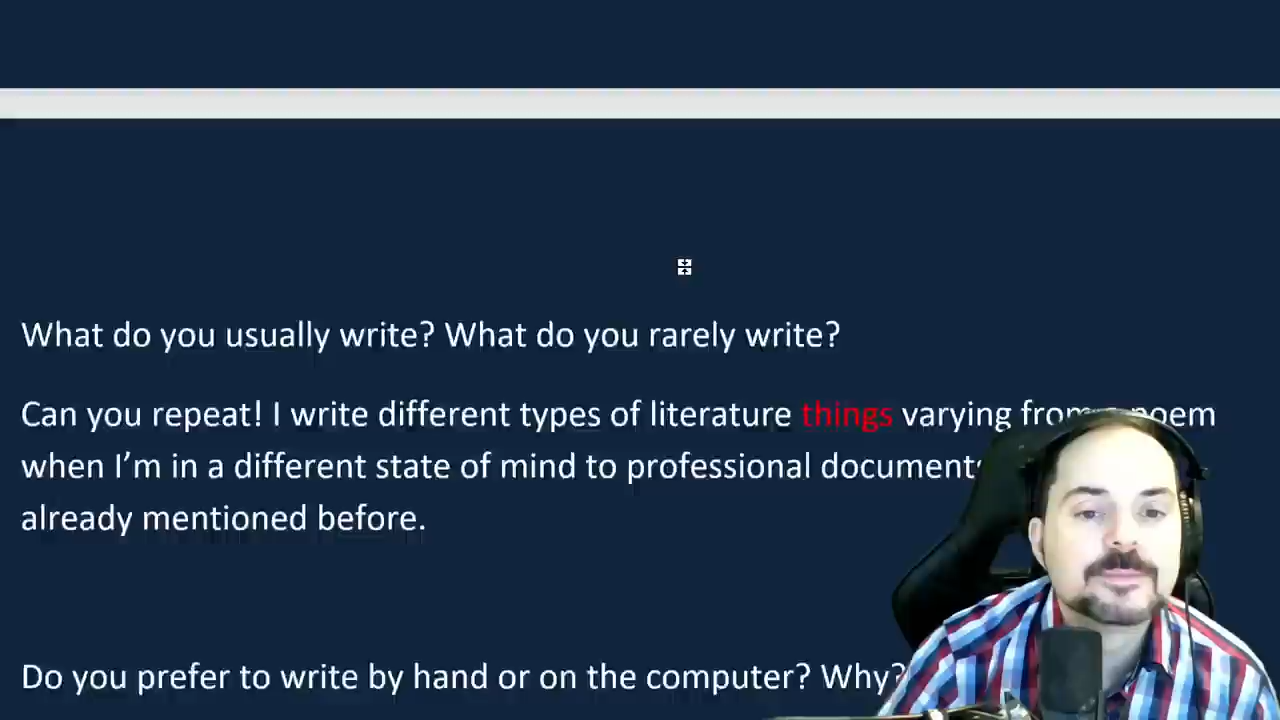 What do you usually write? What do you rarely write?
Can you repeat! I write different types of literature things varying from a poem
when I'm in a different state of mind to professional documents
already mentioned before.
Do you prefer to write by hand or on the computer? Why?